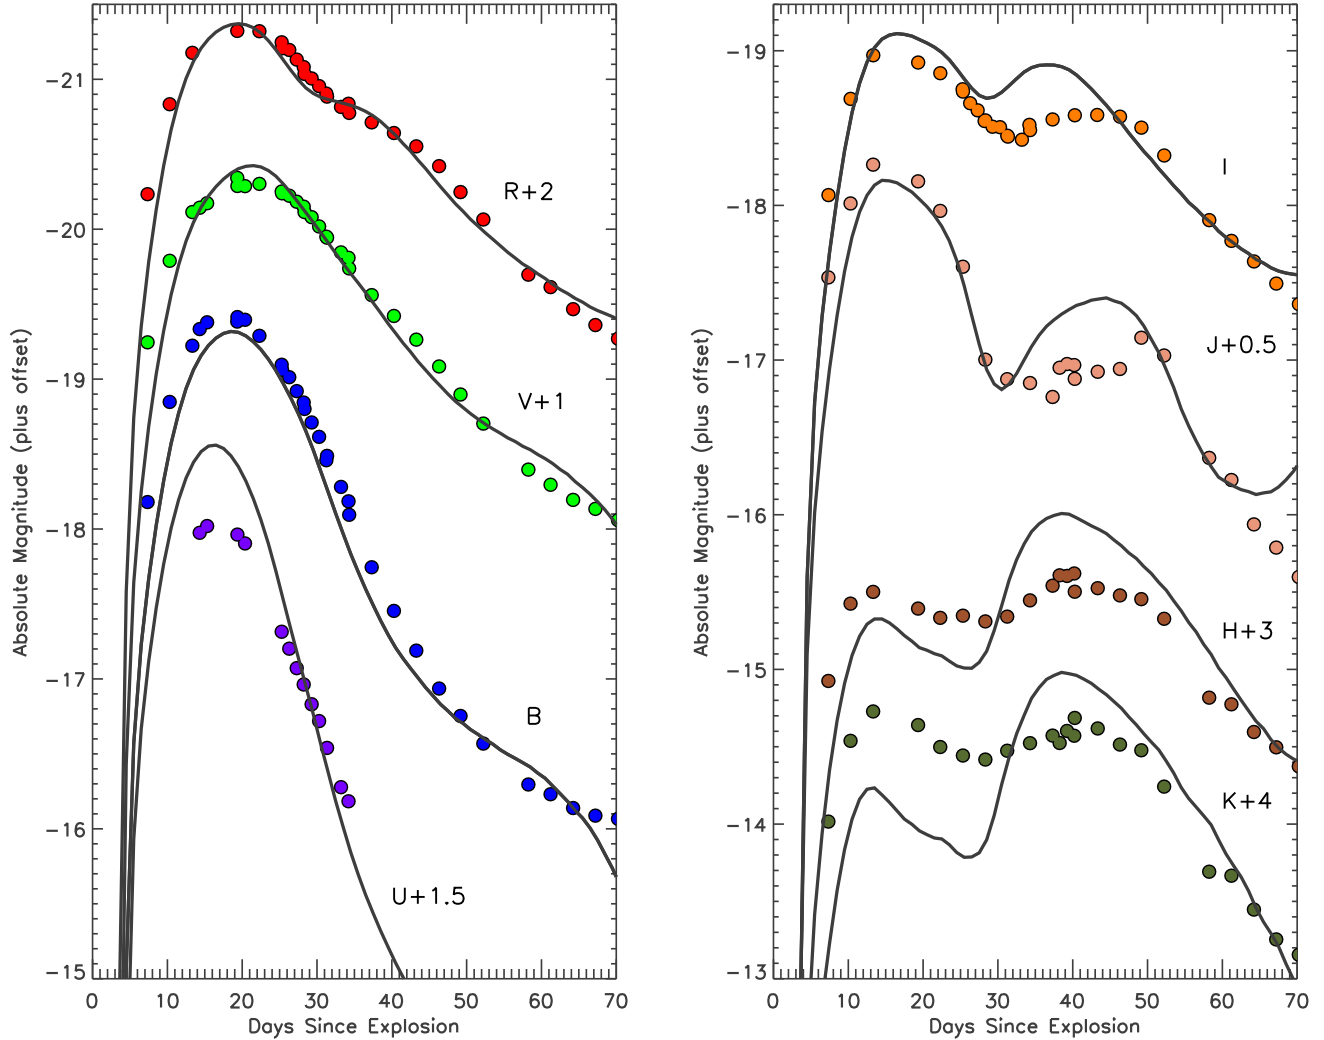 Absolute Magnitude (plus offset)
−21
−20
−19
−18
−17
−16
−15
R+2
V+1
B
U+1.5
0 10 20 30 40 50 60 70
Days Since Explosion
Absolute Magnitude (plus offset)
−19
−18
−17
−16
−15
−14
−13
I
J+0.5
H+3
K+4
0 10 20 30 40 50 60 70
Days Since Explosion